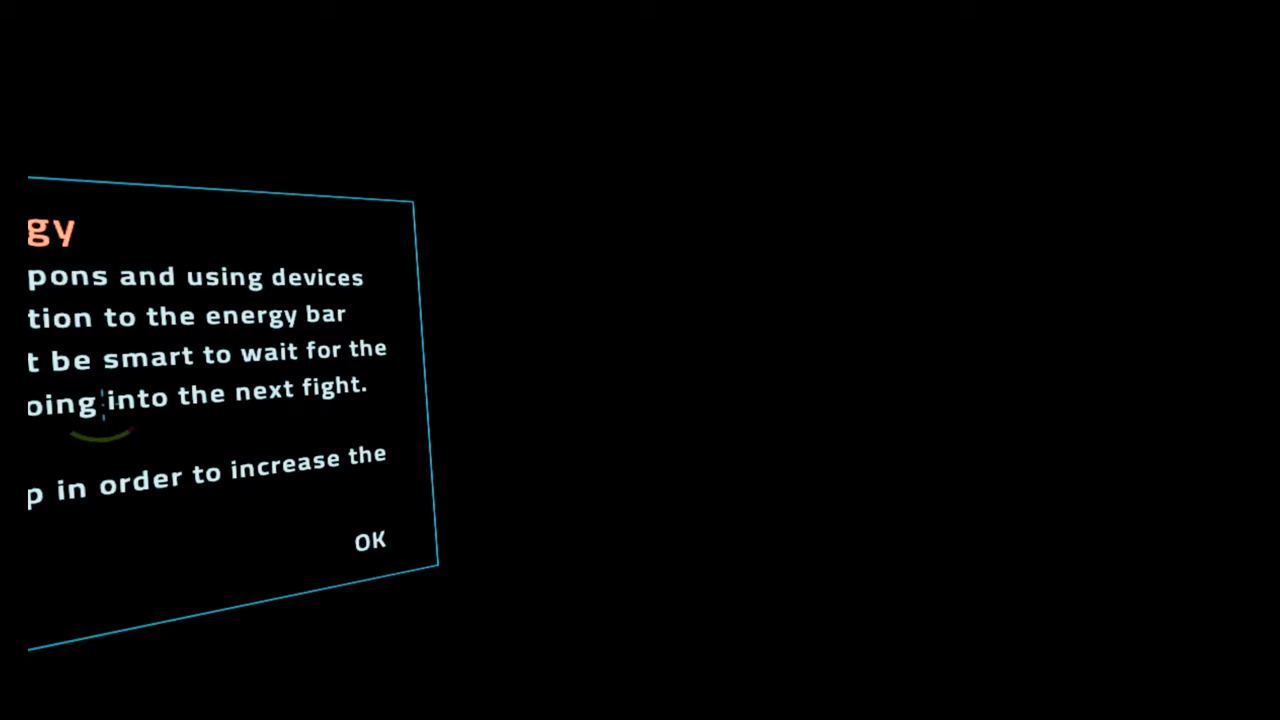 gy
pons and using devices
tion to the energy bar
t be smart to wait for the
oing into the next fight.
p in order to increase the
OK